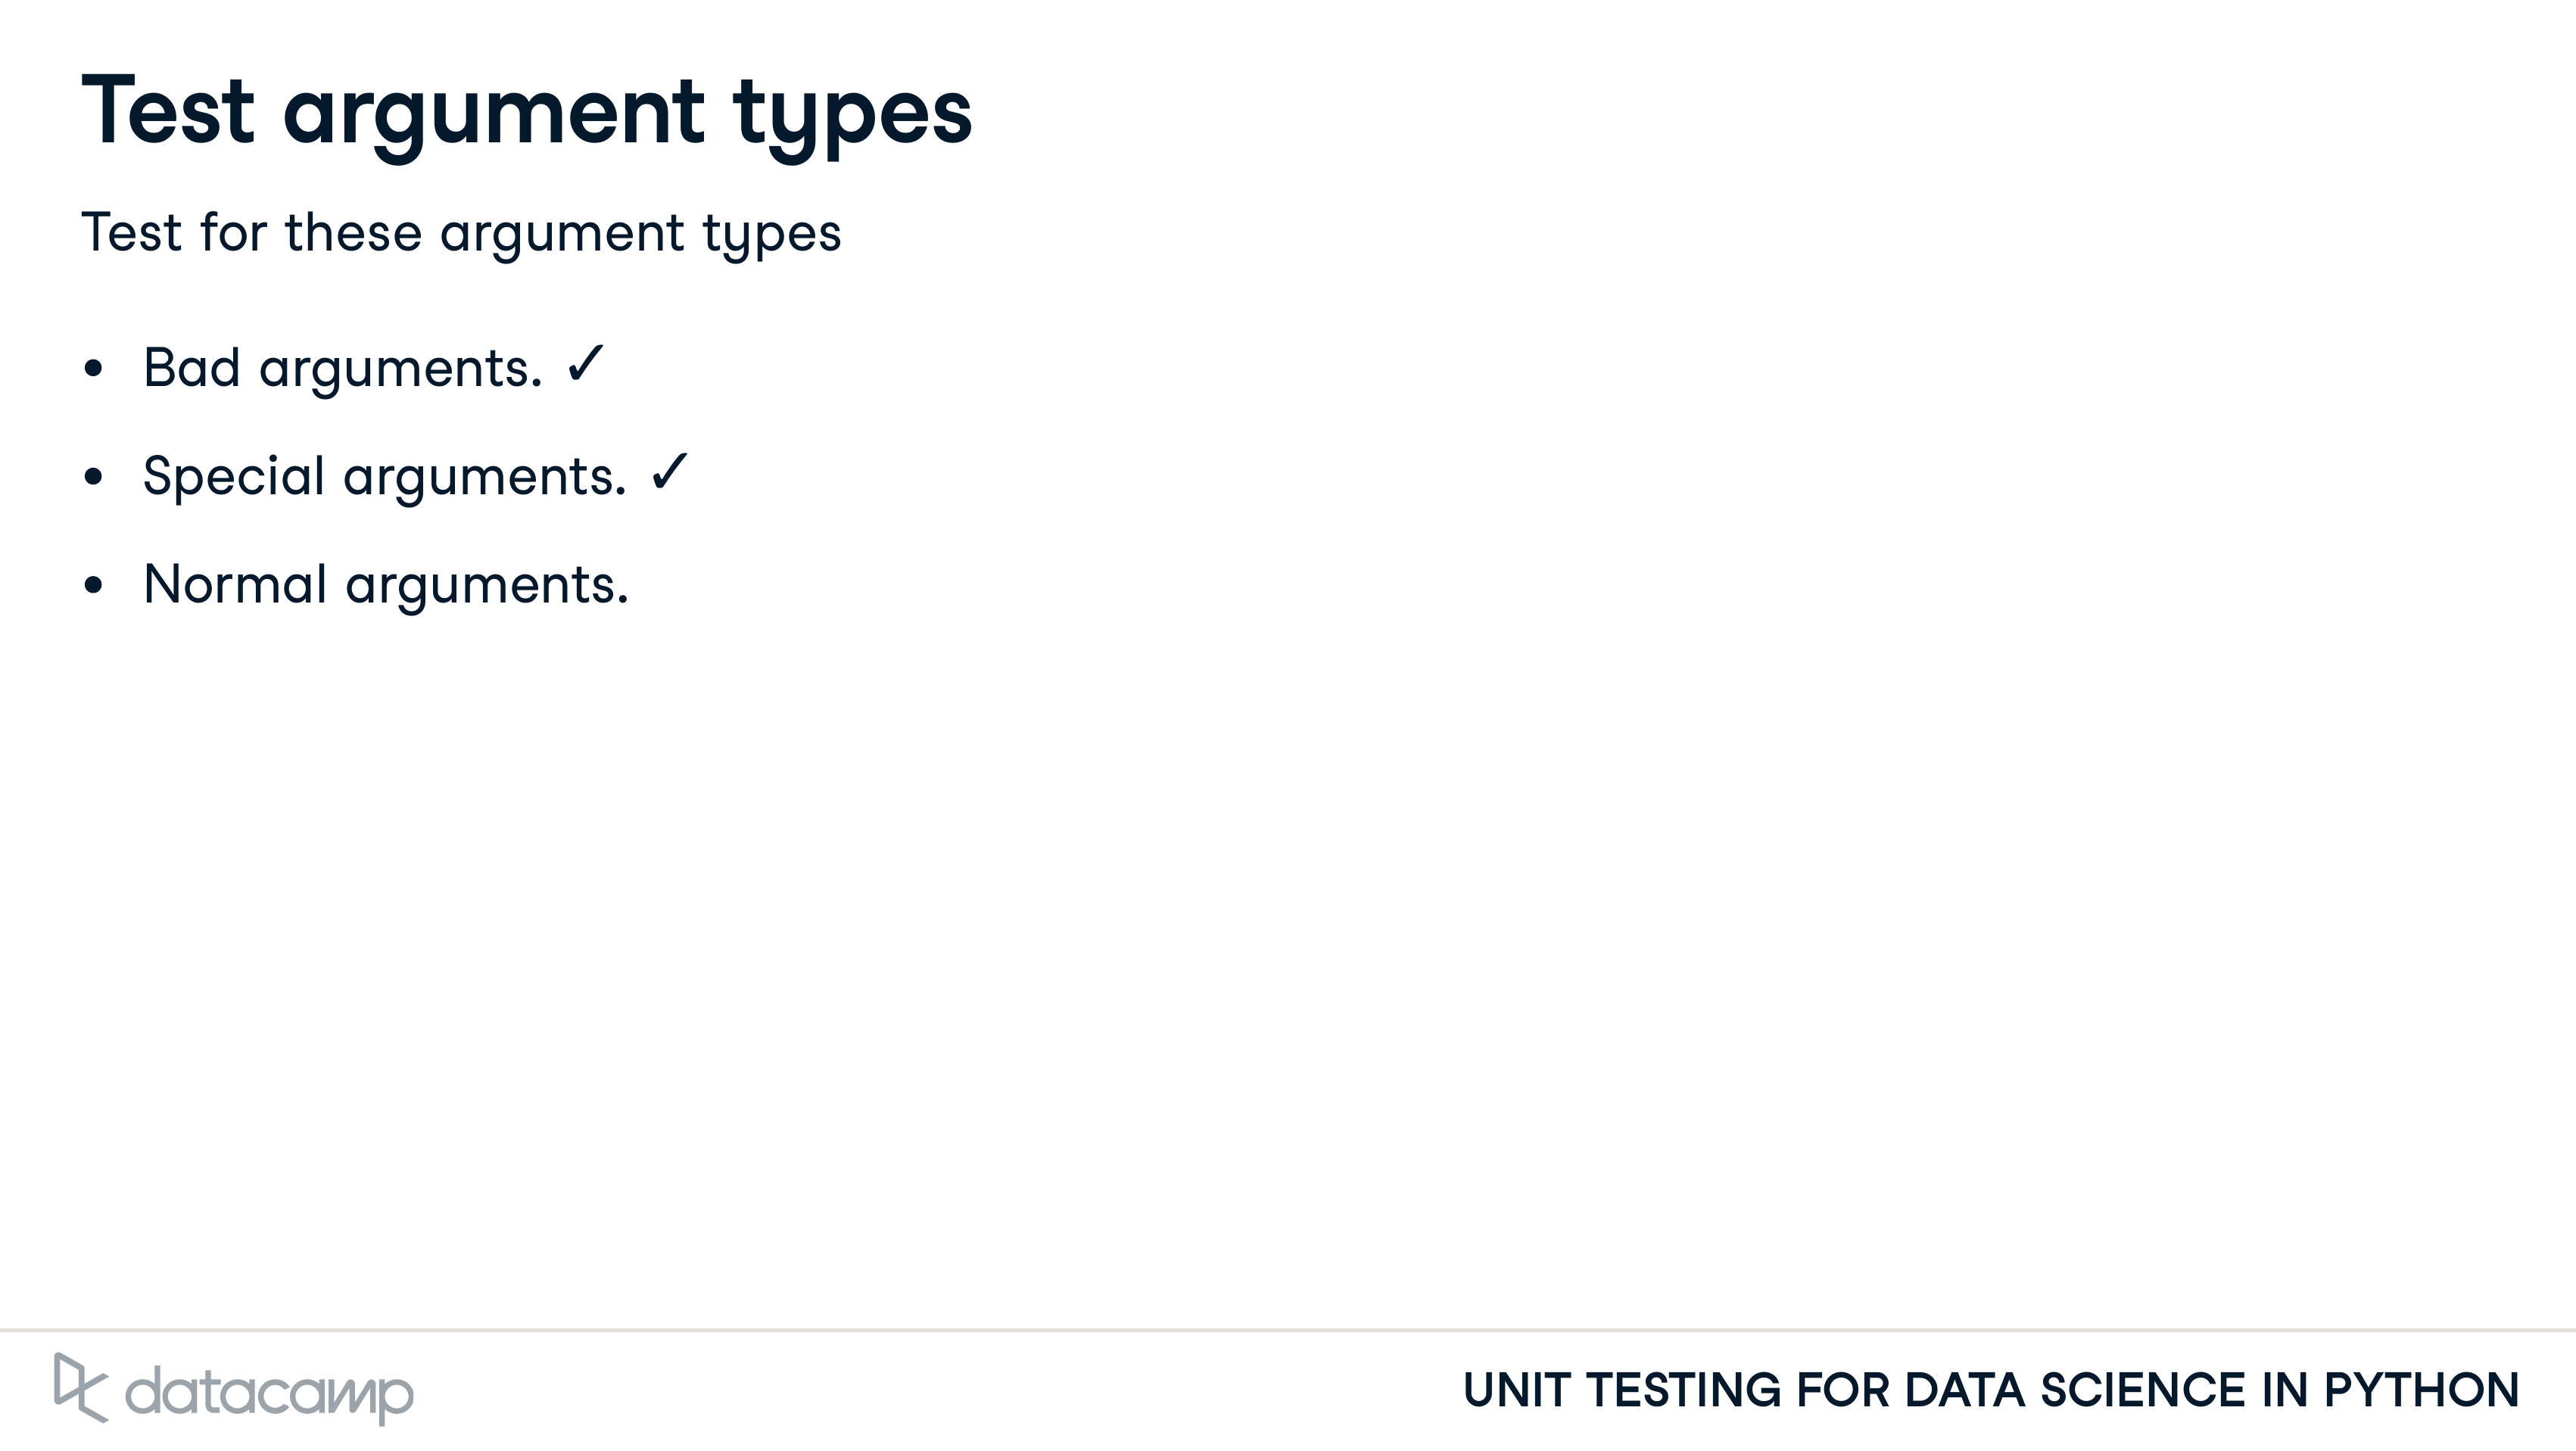 Test argument types
Test for these argument types
• Bad arguments. ✓
• Special arguments. ✓
• Normal arguments.
datacamp
UNIT TESTING FOR DATA SCIENCE IN PYTHON